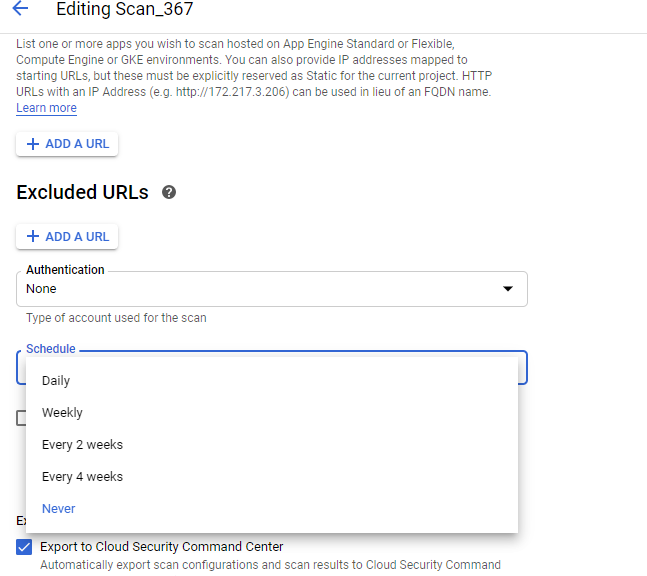 Editing Scan_367
List one or more apps you wish to scan hosted on App Engine Standard or Flexible,
Compute Engine or GKE environments. You can also provide IP addresses mapped to
starting URLs, but these must be explicitly reserved as Static for the current project. HTTP
URLs with an IP Address (e.g. http://172.217.3.206) can be used in lieu of an FQDN name.
Learn more
+ ADD A URL
Excluded URLs ?
+ ADD A URL
Authentication
None
Type of account used for the scan
Schedule
Daily
Weekly
Every 2 weeks
Every 4 weeks
Never
Export to Cloud Security Command Center
Automatically export scan configurations and scan results to Cloud Security Command